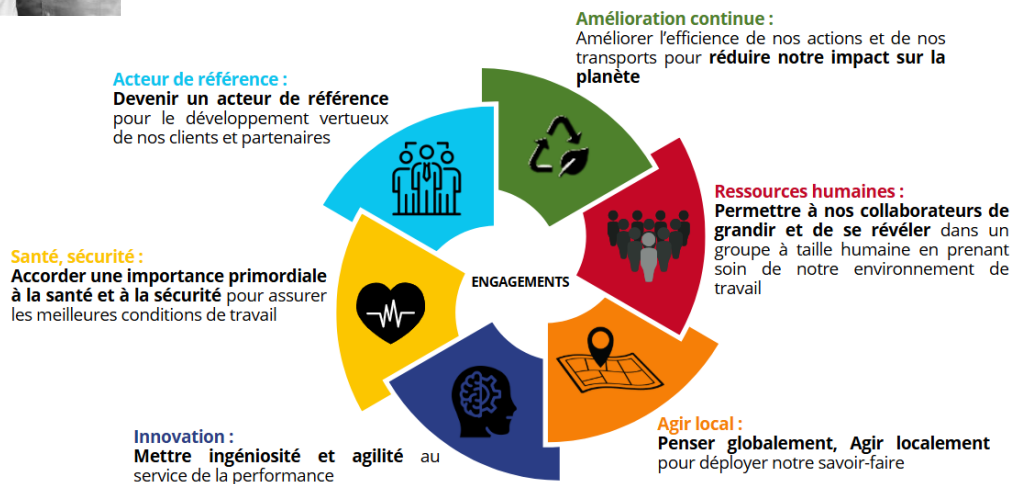 Amélioration continue :
Améliorer l'efficience de nos actions et de nos
transports pour réduire notre impact sur la
planète
Acteur de référence :
Devenir un acteur de référence
pour le développement vertueux
de nos clients et partenaires
Ressources humaines :
Permettre à nos collaborateurs de
grandir et de se révéler dans un
groupe à taille humaine en prenant
soin de notre environnement de
travail
Santé, sécurité :
Accorder une importance primordiale
à la santé et à la sécurité pour assurer
les meilleures conditions de travail
ENGAGEMENTS
Agir local :
Penser globalement, Agir localement
pour déployer notre savoir-faire
Innovation :
Mettre ingéniosité et agilité au
service de la performance